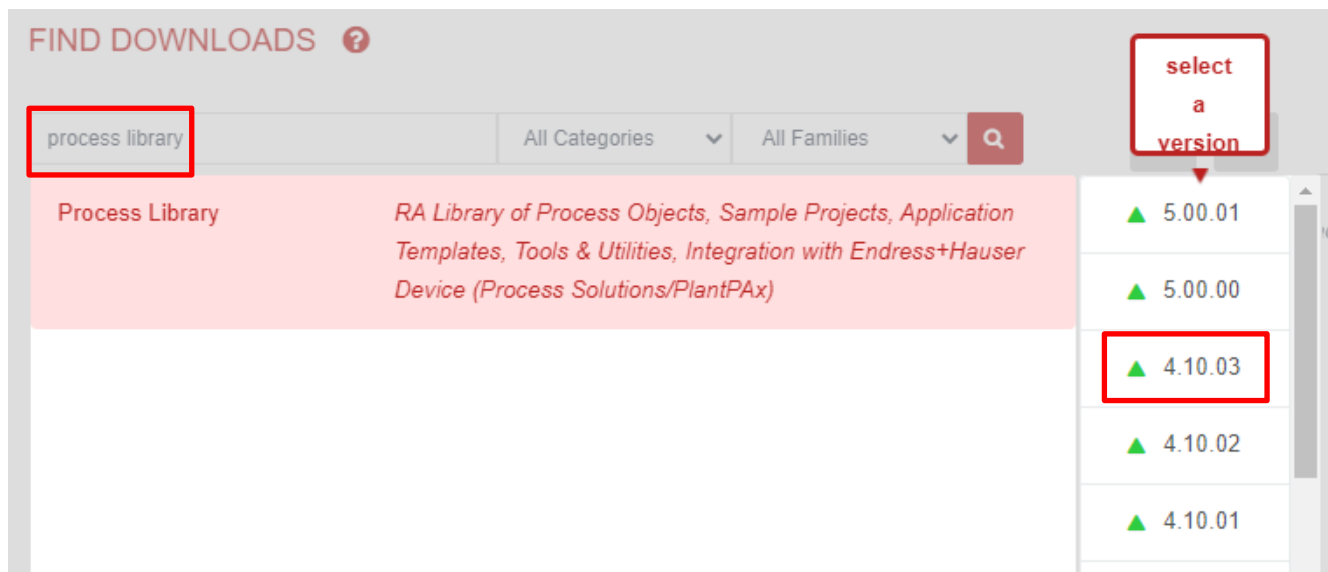 FIND DOWNLOADS
select
a
version
process library
All Categories
All Families
Process Library
RA Library of Process Objects, Sample Projects, Application
Templates, Tools & Utilities, Integration with Endress+Hauser
Device (Process Solutions/PlantPAx)
5.00.01
5.00.00
4.10.03
4.10.02
4.10.01